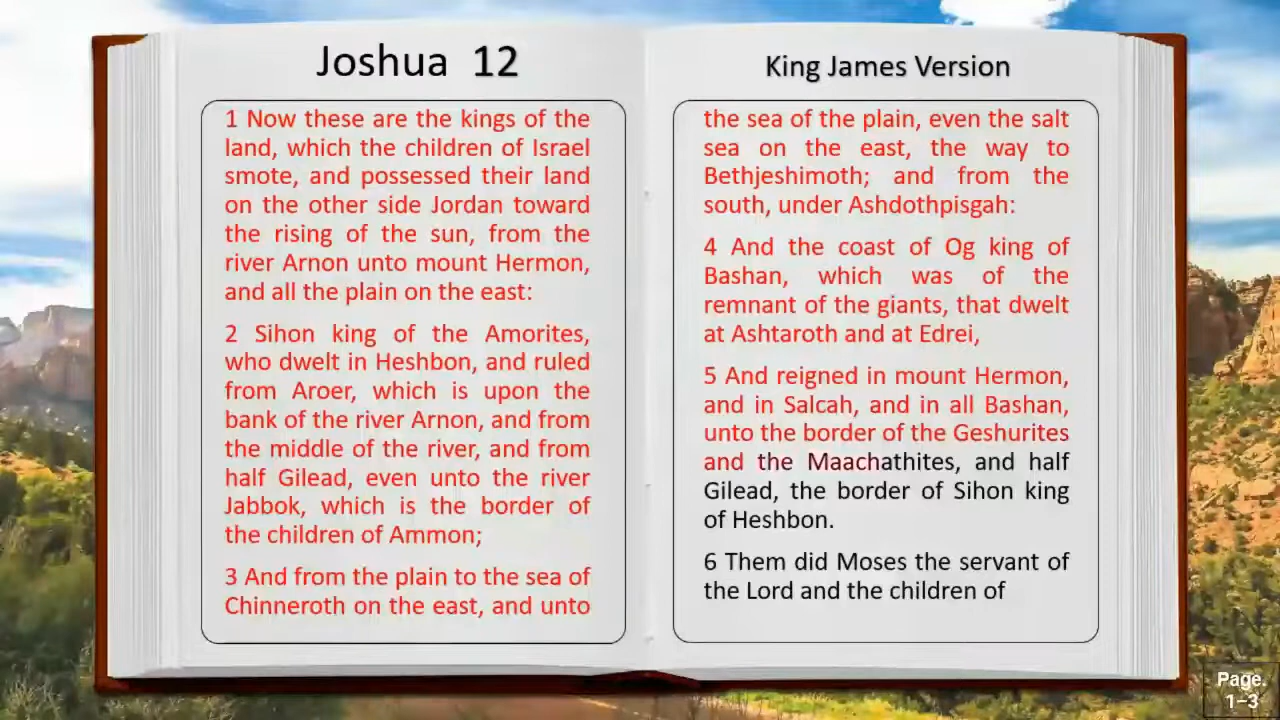 Joshua 12
1 Now these are the kings of the
land, which the children of Israel
smote, and possessed their land
on the other side Jordan toward
the rising of the sun, from the
river Arnon unto mount Hermon,
and all the plain on the east:
2 Sihon king of the Amorites,
who dwelt in Heshbon, and ruled
from Aroer, which is upon the
bank of the river Arnon, and from
the middle of the river, and from
half Gilead, even unto the river
Jabbok, which is the border of
the children of Ammon;
3 And from the plain to the sea of
Chinneroth on the east, and unto
King James Version
the sea of the plain, even the salt
sea on the east, the way to
Bethjeshimoth; and from the
south, under Ashdothpisgah:
4 And the coast of Og king of
Bashan, which was of the
remnant of the giants, that dwelt
at Ashtaroth and at Edrei,
5 And reigned in mount Hermon,
and in Salcah, and in all Bashan,
unto the border of the Geshurites
and the Maachathites, and half
Gilead, the border of Sihon king
of Heshbon.
6 Them did Moses the servant of
the Lord and the children of
Page.
1-3